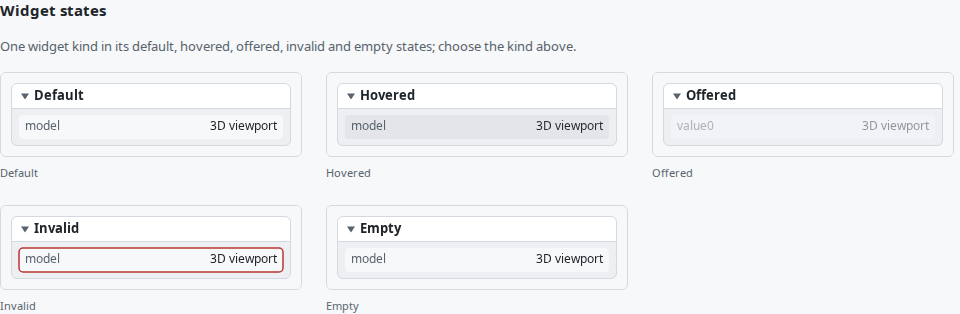 Widget states
One widget kind in its default, hovered, offered, invalid and empty states; choose the kind above.
Default
model 3D viewport
Default
Hovered
model 3D viewport
Hovered
Offered
value0 3D viewport
Offered
Invalid
model 3D viewport
Invalid
Empty
model 3D viewport
Empty